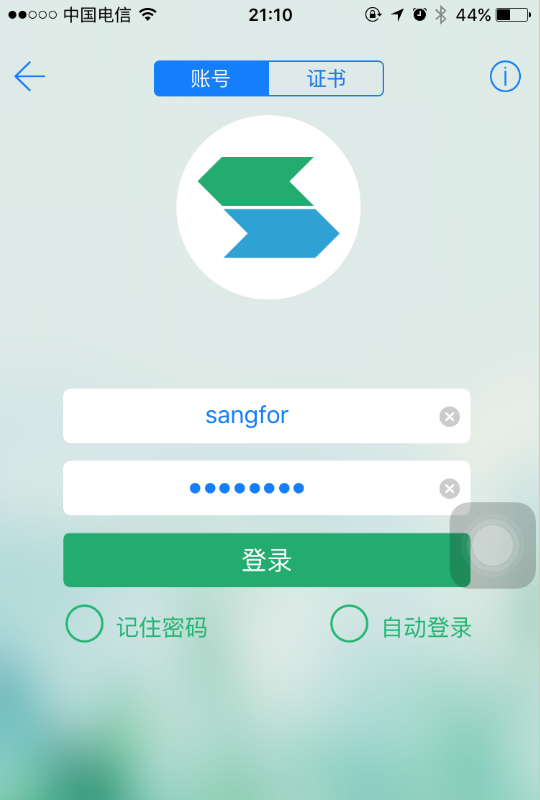 中国电信 21:10 44%
账号 证书
sangfor
••••••••
登录
记住密码 自动登录